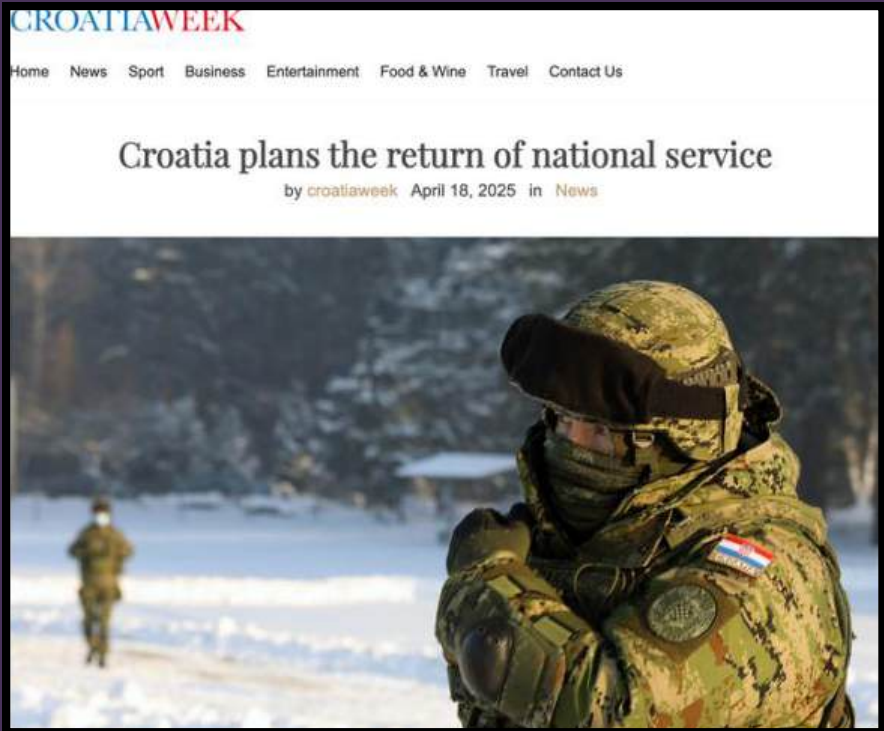 CROATIAWEEK
Home News Sport Business Entertainment Food & Wine Travel Contact Us
Croatia plans the return of national service
by croatiaweek April 18, 2025 in News